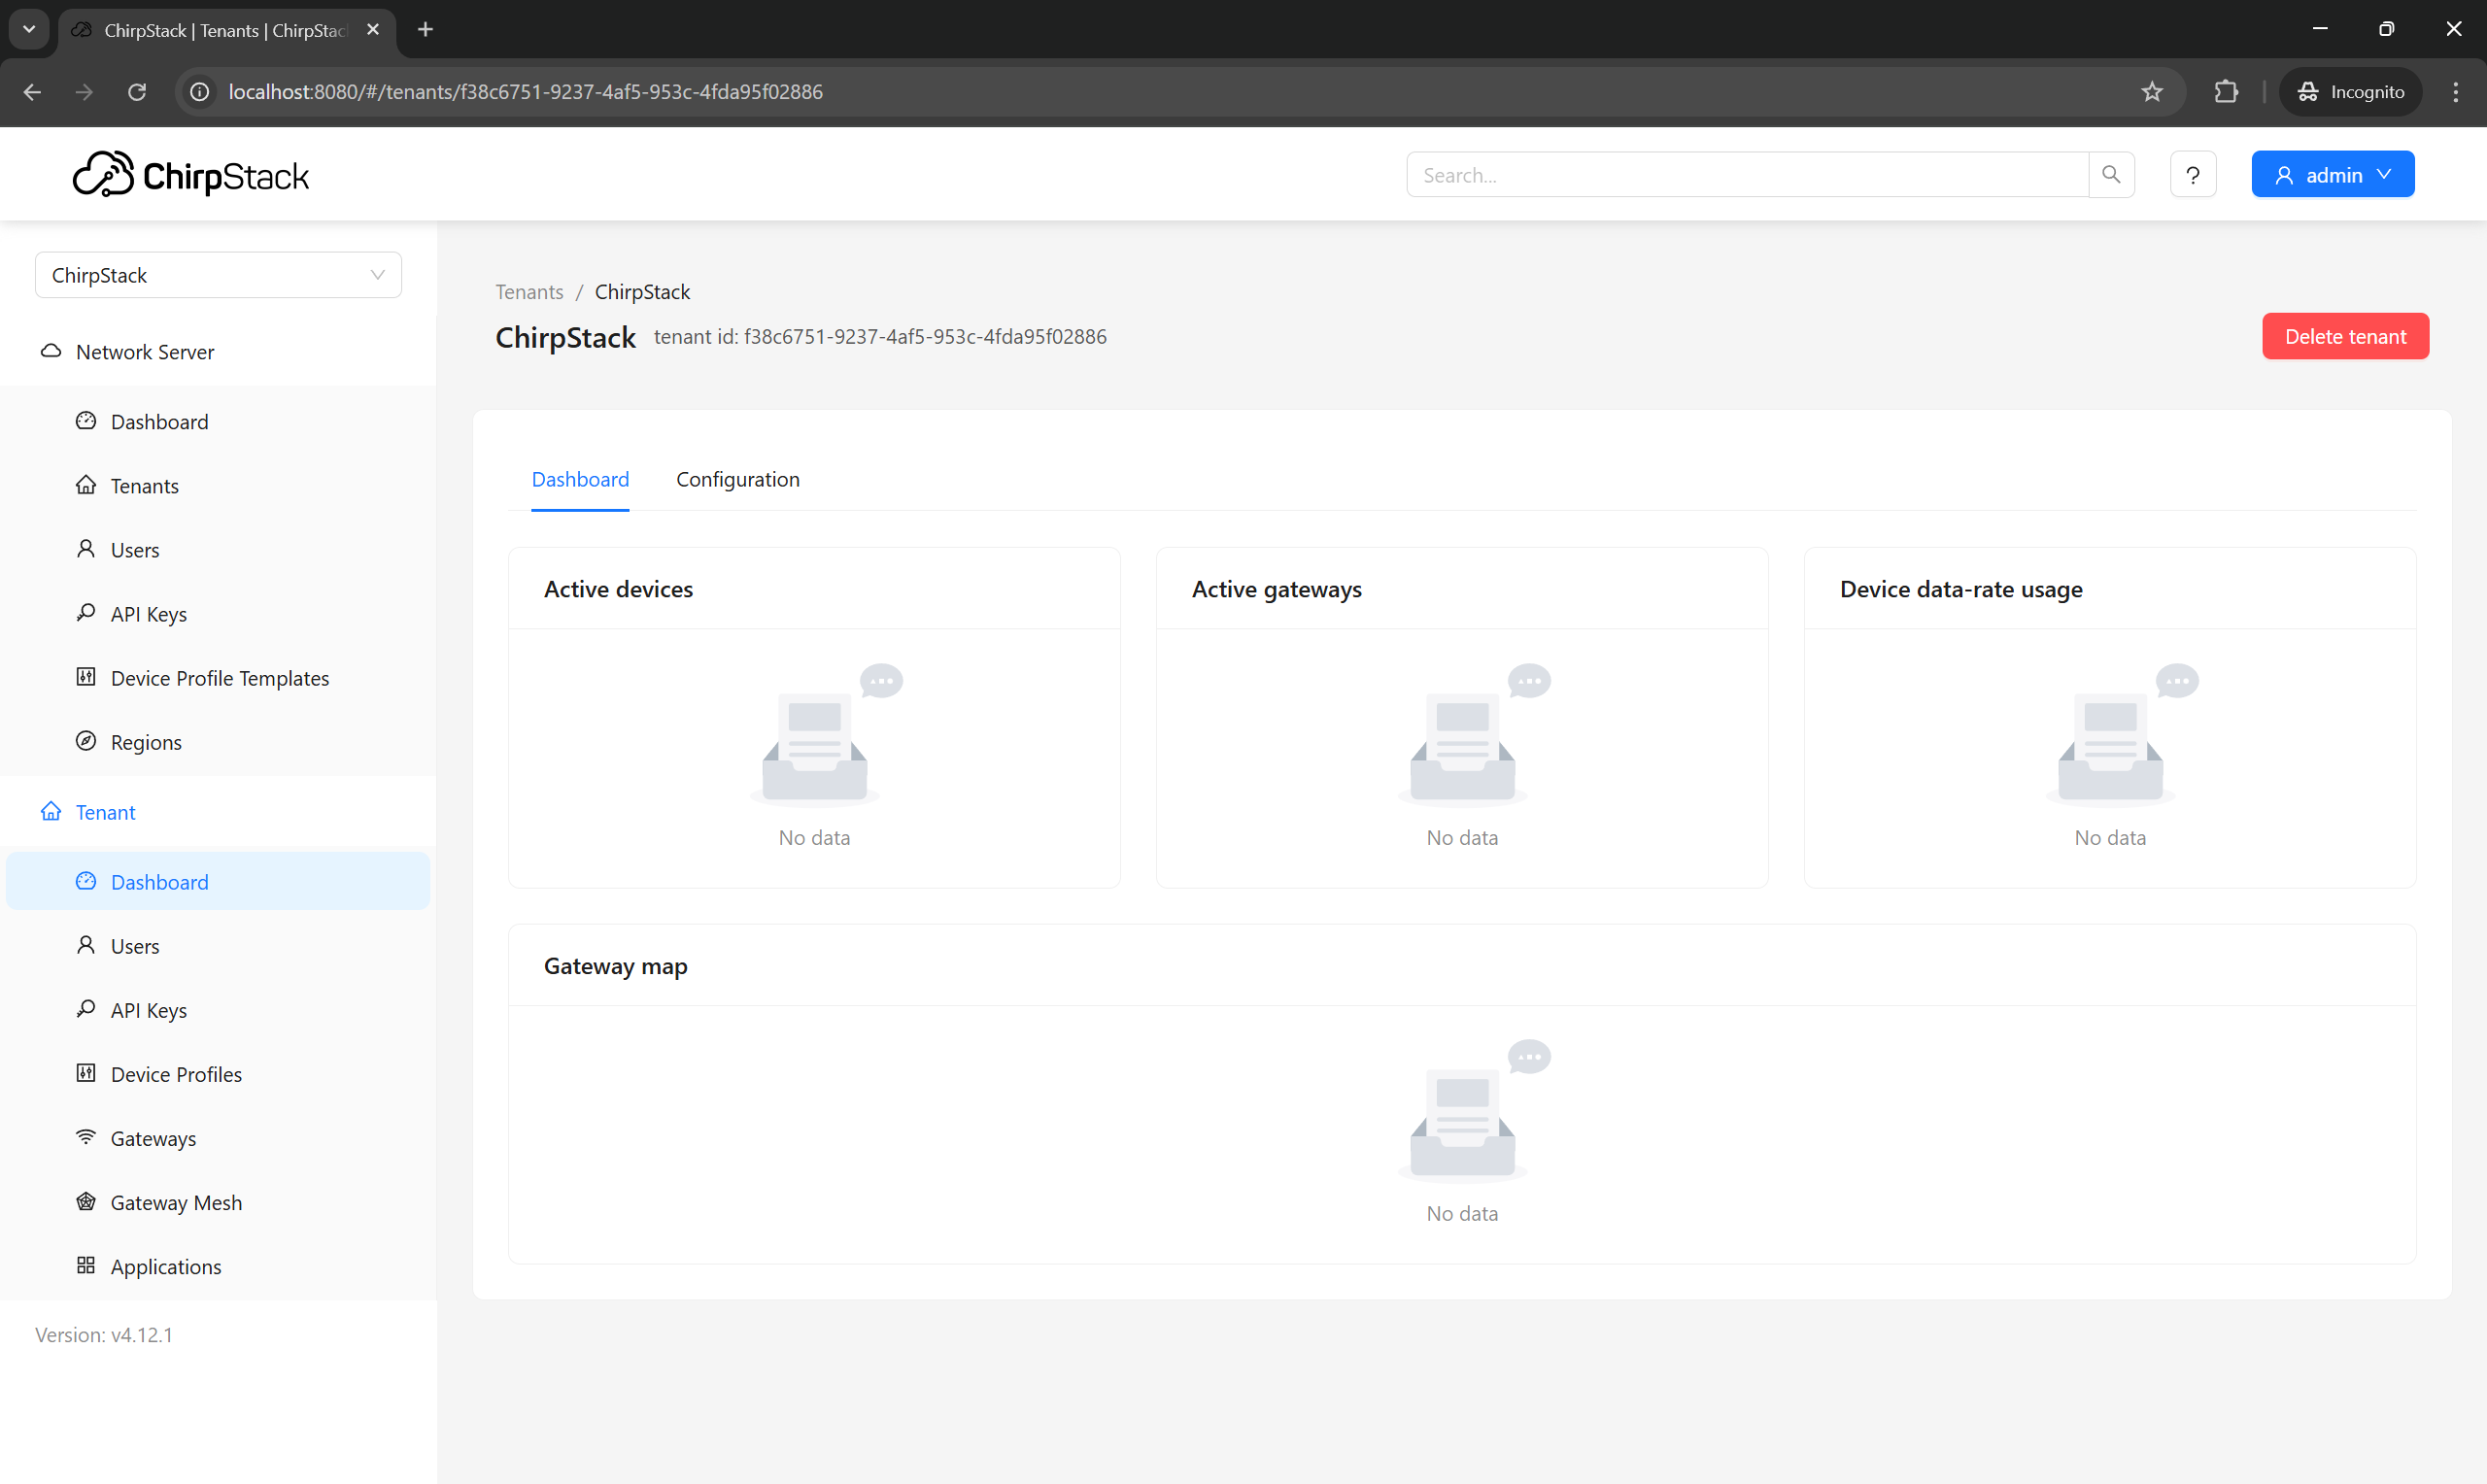 ChirpStack | Tenants | ChirpStac
localhost:8080/#/tenants/f38c6751-9237-4af5-953c-4fda95f02886
Incognito
ChirpStack
Search...
?
admin
ChirpStack
Network Server
Dashboard
Tenants
Users
API Keys
Device Profile Templates
Regions
Tenant
Dashboard
Users
API Keys
Device Profiles
Gateways
Gateway Mesh
Applications
Version: v4.12.1
Tenants / ChirpStack
ChirpStack tenant id: f38c6751-9237-4af5-953c-4fda95f02886
Delete tenant
Dashboard Configuration
Active devices
No data
Active gateways
No data
Device data-rate usage
No data
Gateway map
No data